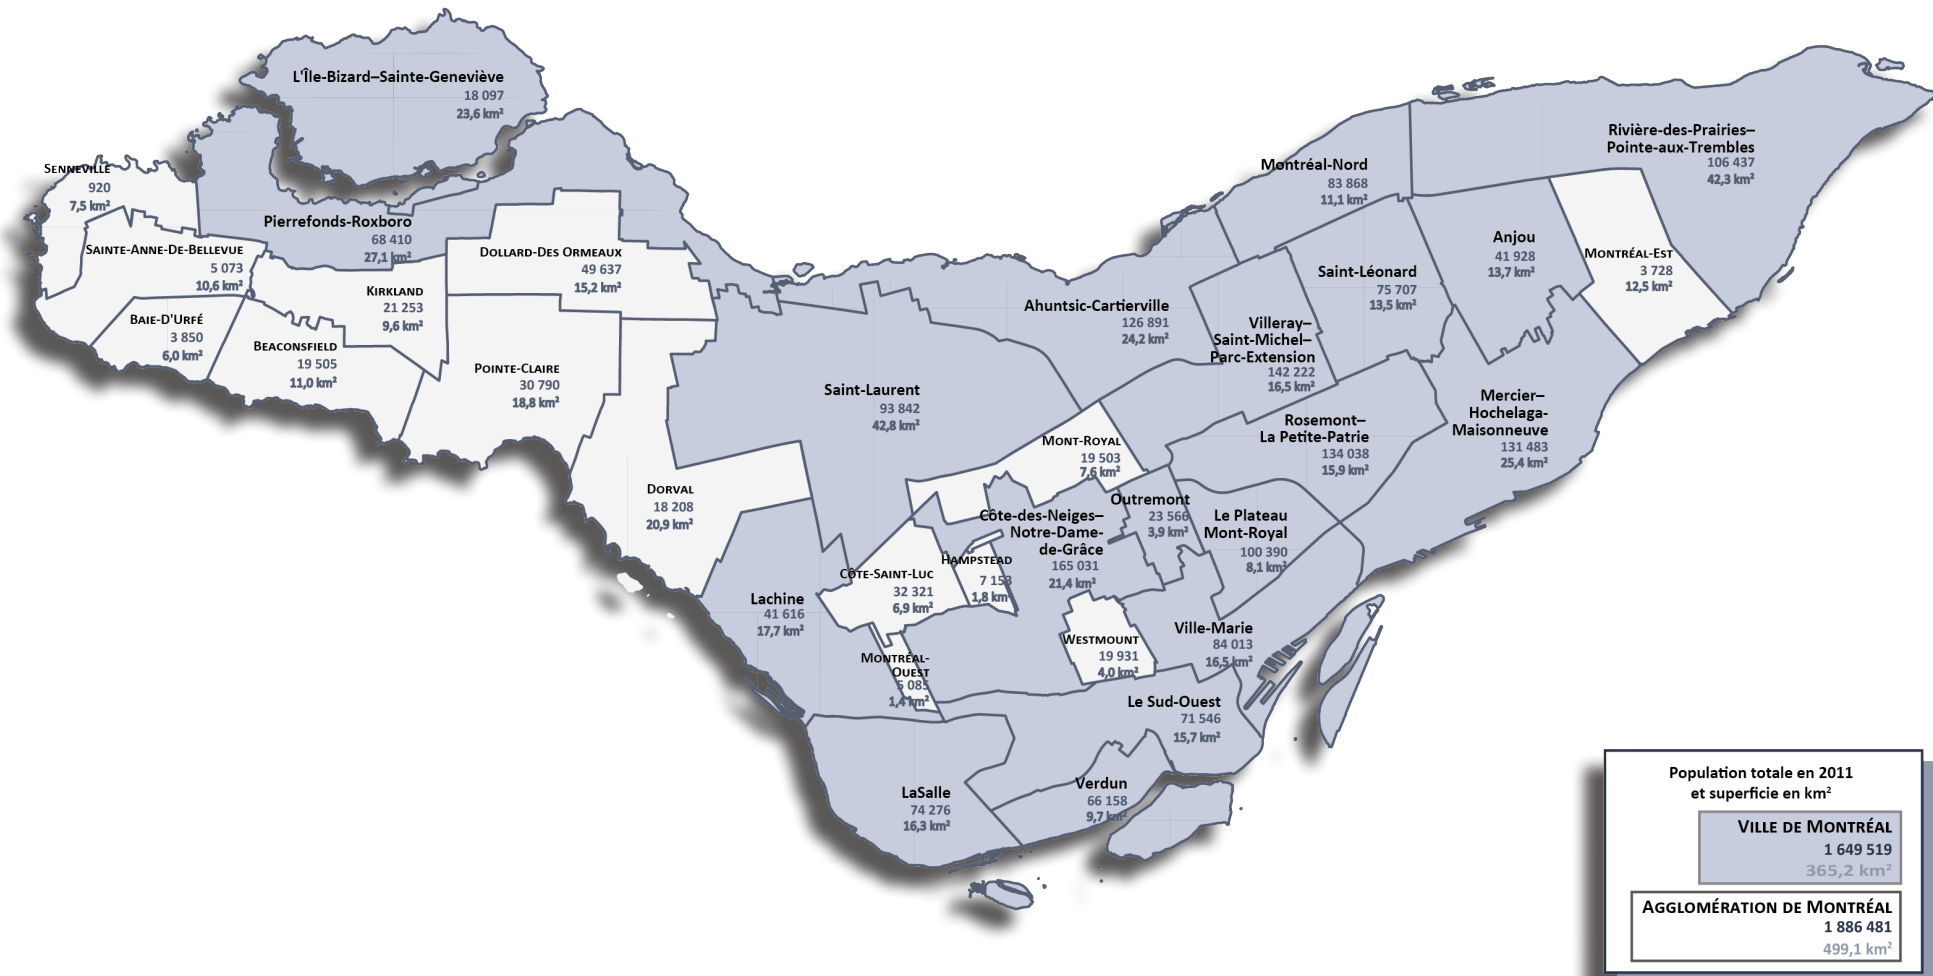 L'Île-Bizard–Sainte-Geneviève
18 097
23,6 km²
Senneville
920
7,5 km²
Pierrefonds-Roxboro
68 410
27,1 km²
Sainte-Anne-De-Bellevue
5 073
10,6 km²
Dollard-Des Ormeaux
49 637
15,2 km²
Kirkland
21 253
9,6 km²
Baie-D'Urfé
3 850
6,0 km²
Beaconsfield
19 505
11,0 km²
Pointe-Claire
30 790
18,8 km²
Dorval
18 208
20,9 km²
Saint-Laurent
93 842
42,8 km²
Ahuntsic-Cartierville
126 891
24,2 km²
Montréal-Nord
83 868
11,1 km²
Rivière-des-Prairies–
Pointe-aux-Trembles
106 437
42,3 km²
Anjou
41 928
13,7 km²
Montréal-Est
3 728
12,5 km²
Saint-Léonard
75 707
13,5 km²
Villeray–
Saint-Michel–
Parc-Extension
142 222
16,5 km²
Mercier–
Hochelaga-
Maisonneuve
131 483
25,4 km²
Rosemont–
La Petite-Patrie
134 038
15,9 km²
Mont-Royal
19 503
7,6 km²
Outremont
23 566
3,9 km²
Le Plateau
Mont-Royal
100 390
8,1 km²
Côte-des-Neiges–
Notre-Dame-
de-Grâce
165 031
21,4 km²
Hampstead
7 153
1,8 km²
Côte-Saint-Luc
32 321
6,9 km²
Lachine
41 616
17,7 km²
Montréal-
Ouest
5 085
1,4 km²
Westmount
19 931
4,0 km²
Ville-Marie
84 013
16,5 km²
Le Sud-Ouest
71 546
15,7 km²
Verdun
66 158
9,7 km²
LaSalle
74 276
16,3 km²
Population totale en 2011
et superficie en km²
Ville de Montréal
1 649 519
365,2 km²
Agglomération de Montréal
1 886 481
499,1 km²